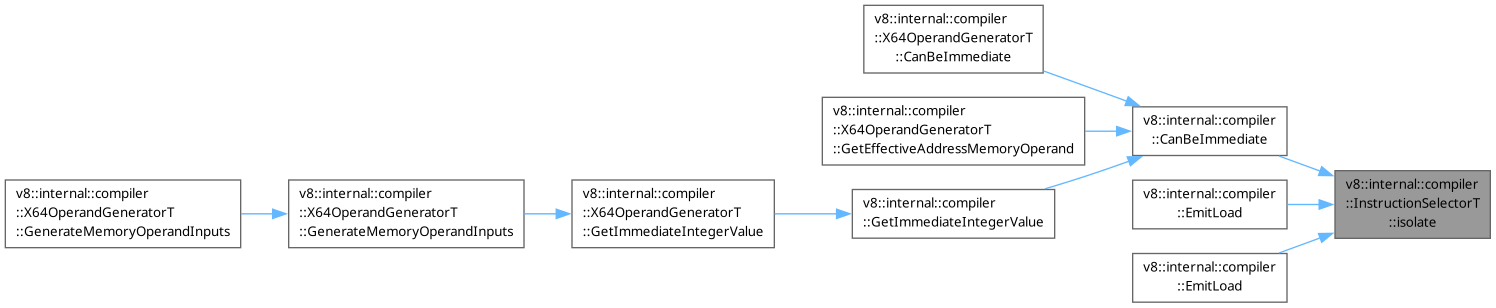 v8::internal::compiler
::X64OperandGeneratorT
::CanBeImmediate
v8::internal::compiler
::X64OperandGeneratorT
::GetEffectiveAddressMemoryOperand
v8::internal::compiler
::CanBeImmediate
v8::internal::compiler
::X64OperandGeneratorT
::GenerateMemoryOperandInputs
v8::internal::compiler
::X64OperandGeneratorT
::GenerateMemoryOperandInputs
v8::internal::compiler
::X64OperandGeneratorT
::GetImmediateIntegerValue
v8::internal::compiler
::GetImmediateIntegerValue
v8::internal::compiler
::EmitLoad
v8::internal::compiler
::InstructionSelectorT
::isolate
v8::internal::compiler
::EmitLoad